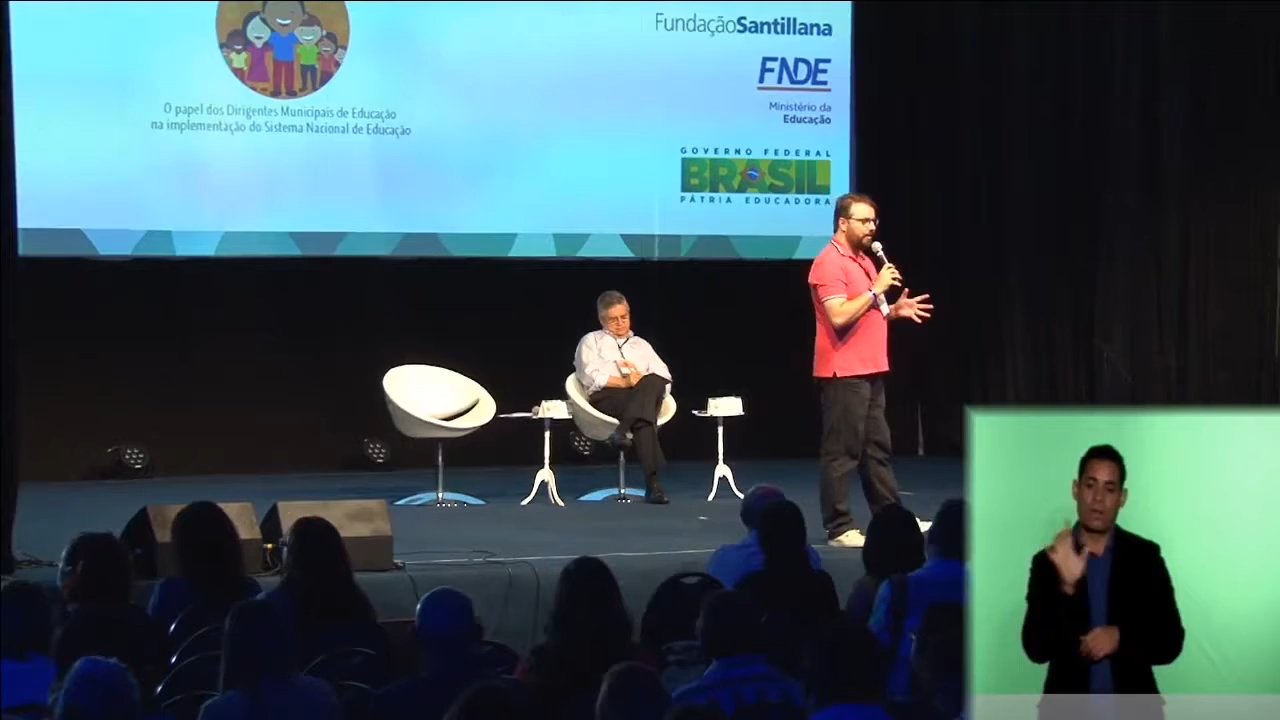 O papel dos Dirigentes Municipais de Educação
na implementação do Sistema Nacional de Educação
FundaçãoSantillana
FNDE
Ministério da
Educação
GOVERNO FEDERAL
BRASIL
PÁTRIA EDUCADORA